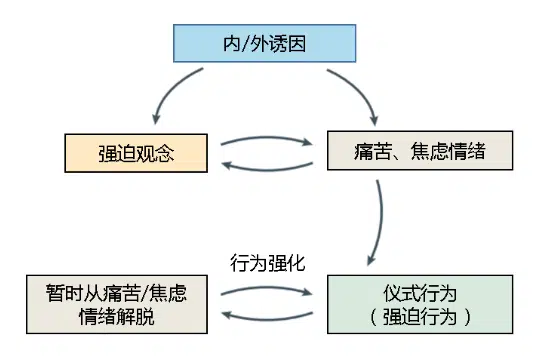 内/外诱因
强迫观念
痛苦、焦虑情绪
行为强化
暂时从痛苦/焦虑
情绪解脱
仪式行为
（强迫行为）